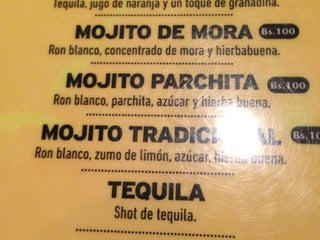 Tequila, jugo de naranja y un toque de granadina.
MOJITO DE MORA Bs.100
Ron blanco, concentrado de mora y hierbabuena.
MOJITO PARCHITA Bs.100
Ron blanco, parchita, azúcar y hierba buena.
MOJITO TRADICIONAL Bs.100
Ron blanco, zumo de limón, azúcar, hierba buena.
TEQUILA
Shot de tequila.